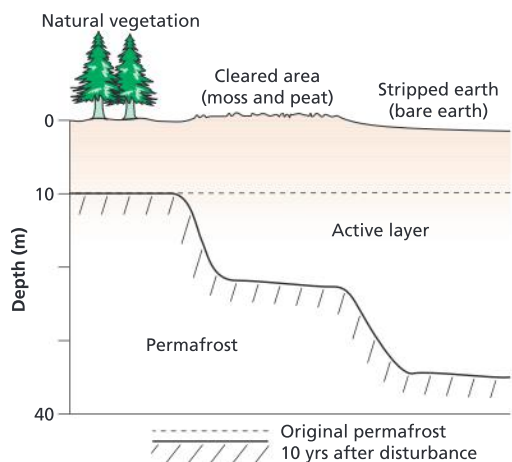 Natural vegetation
Cleared area
(moss and peat)
Stripped earth
(bare earth)
0
10
Active layer
Depth (m)
Permafrost
40
Original permafrost
10 yrs after disturbance